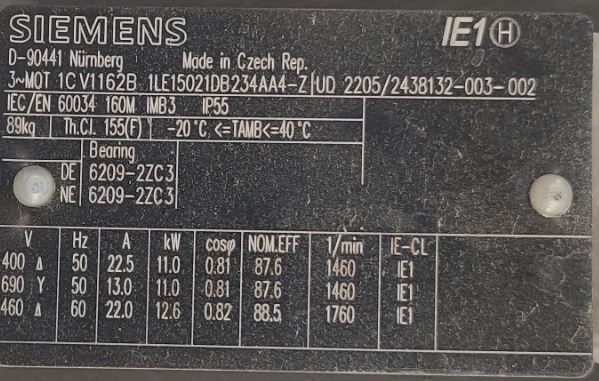 SIEMENS IE1 H
D-90441 Nürnberg Made in Czech Rep.
3~MOT 1CV1162B 1LE15021DB234AA4-Z UD 2205/2438132-003-002
IEC/EN 60034 160M IMB3 IP55
89kg Th.Cl. 155(F) -20°C <=TAMB<=40°C
Bearing
DE 6209-2ZC3
NE 6209-2ZC3
V Hz A kW cosφ NOM.EFF 1/min IE-CL
400 Δ 50 22.5 11.0 0.81 87.6 1460 IE1
690 Y 50 13.0 11.0 0.81 87.6 1460 IE1
460 Δ 60 22.0 12.6 0.82 88.5 1760 IE1